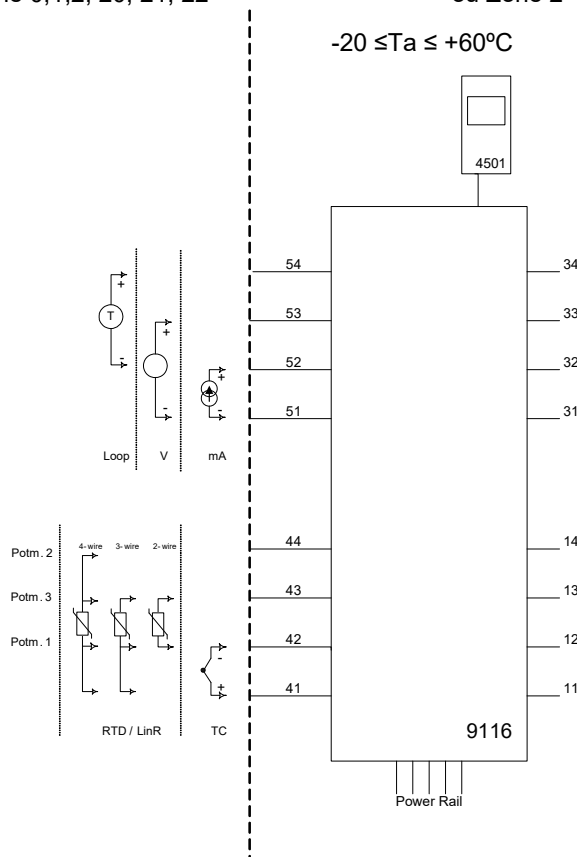 -20 ≤Ta ≤ +60ºC
4501
54
34
+
T
53
33
+
-
52
32
+
-
-
51
31
Loop
V
mA
44
14
Potm. 2
4-wire
3-wire
2-wire
Potm. 3
43
13
Potm. 1
42
12
-
+
41
11
RTD / LinR
TC
9116
Power Rail